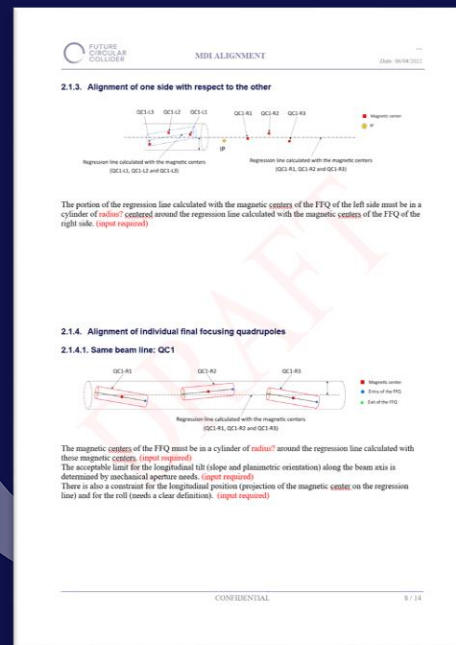 FUTURE
CIRCULAR
COLLIDER
MDI ALIGNMENT
Date: 06/04/2022
2.1.3. Alignment of one side with respect to the other
QC1-L3 QC1-L2 QC1-L1 QC1-R1 QC1-R2 QC1-R3
Magnetic center
IP
IP
Regression line calculated with the magnetic centers
(QC1-L1, QC1-L2 and QC1-L3)
Regression line calculated with the magnetic centers
(QC1-R1, QC1-R2 and QC1-R3)
The portion of the regression line calculated with the magnetic centers of the FFQ of the left side must be in a
cylinder of radius? centered around the regression line calculated with the magnetic centers of the FFQ of the
right side. (input required)
DRAFT
2.1.4. Alignment of individual final focusing quadrupoles
2.1.4.1. Same beam line: QC1
QC1-R1 QC1-R2 QC1-R3
Magnetic center
Entry of the FFQ
Exit of the FFQ
Regression line calculated with the magnetic centers
(QC1-R1, QC1-R2 and QC1-R3)
The magnetic centers of the FFQ must be in a cylinder of radius? around the regression line calculated with
these magnetic centers. (input required)
The acceptable limit for the longitudinal tilt (slope and planimetric orientation) along the beam axis is
determined by mechanical aperture needs. (input required)
There is also a constraint for the longitudinal position (projection of the magnetic center on the regression
line) and for the roll (needs a clear definition). (input required)
CONFIDENTIAL
8 / 14